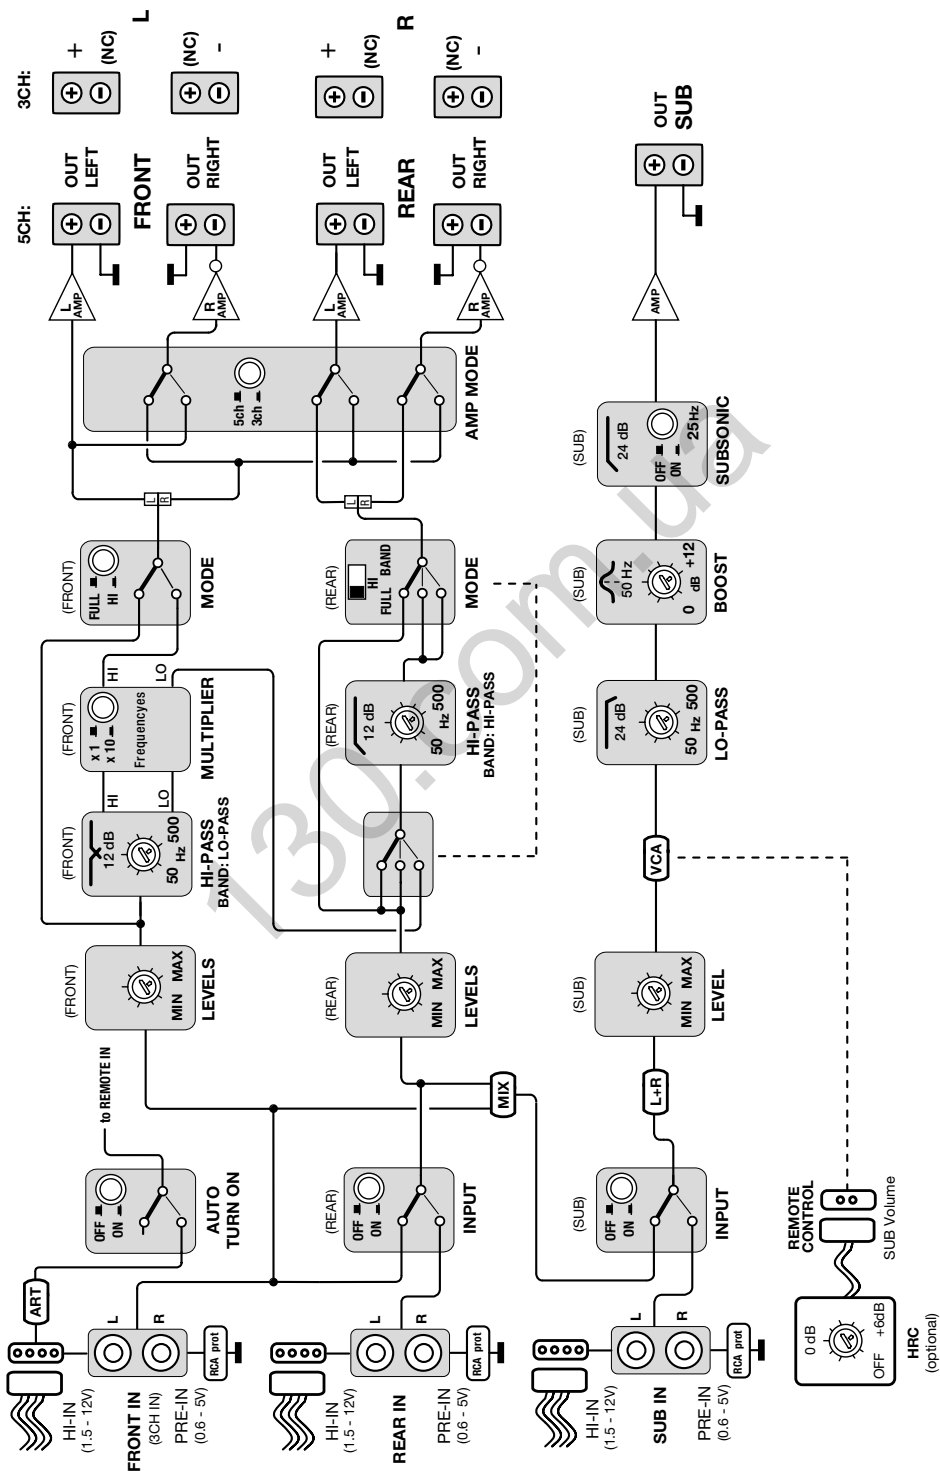 HI-IN
(1.5 - 12V)
FRONT IN
(3CH IN)
PRE-IN
(0.6 - 5V)
L
R
RCA prot
ART
OFF
ON
AUTO
TURN ON
to REMOTE IN
(FRONT)
MIN MAX
LEVELS
(FRONT)
12 dB
50 Hz 500
HI-PASS
BAND: LO-PASS
HI
LO
(FRONT)
x 1
x 10
Frequencyes
MULTIPLIER
HI
LO
(FRONT)
FULL
HI
MODE
L
R
5ch
3ch
AMP MODE
L
AMP
R
AMP
5CH:
OUT
LEFT
FRONT
OUT
RIGHT
3CH:
+
(NC)
L
(NC)
-
HI-IN
(1.5 - 12V)
REAR IN
PRE-IN
(0.6 - 5V)
L
R
RCA prot
(REAR)
OFF
ON
INPUT
(REAR)
MIN MAX
LEVELS
MIX
(REAR)
12 dB
50 Hz 500
HI-PASS
BAND: HI-PASS
(REAR)
HI
FULL BAND
MODE
L
R
L
AMP
R
AMP
OUT
LEFT
REAR
OUT
RIGHT
+
(NC)
R
(NC)
-
HI-IN
(1.5 - 12V)
SUB IN
PRE-IN
(0.6 - 5V)
L
R
RCA prot
(SUB)
OFF
ON
INPUT
L+R
(SUB)
MIN MAX
LEVEL
VCA
(SUB)
24 dB
50 Hz 500
LO-PASS
(SUB)
50 Hz
0 dB +12
BOOST
(SUB)
24 dB
OFF
ON
25Hz
SUBSONIC
AMP
OUT
SUB
0 dB
OFF +6dB
HRC
(optional)
REMOTE
CONTROL
SUB Volume
130.com.ua